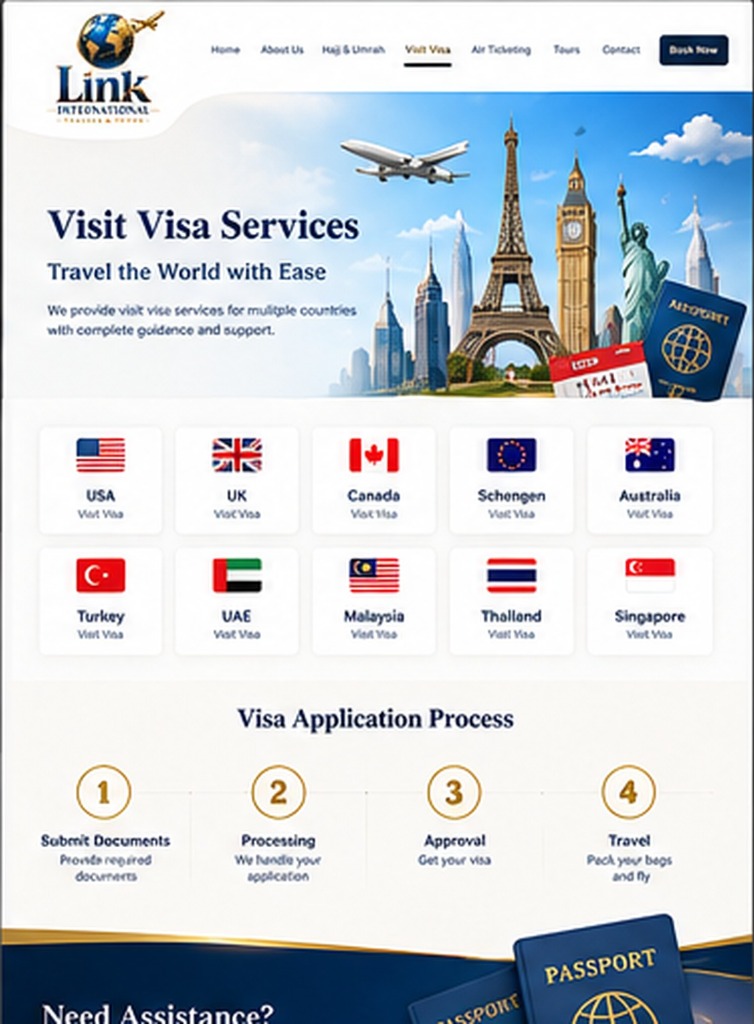 Link
INTERNATIONAL
Home
About Us
Hajj & Umrah
Visit Visa
Air Ticketing
Tours
Contact
Book Now
Visit Visa Services
Travel the World with Ease
We provide visit visa services for multiple countries
with complete guidance and support.
USA
Visit Visa
UK
Visit Visa
Canada
Visit Visa
Schengen
Visit Visa
Australia
Visit Visa
Turkey
Visit Visa
UAE
Visit Visa
Malaysia
Visit Visa
Thailand
Visit Visa
Singapore
Visit Visa
Visa Application Process
1
2
3
4
Submit Documents
Provide required
documents
Processing
We handle your
application
Approval
Get your visa
Travel
Pack your bags
and fly
Need Assistance?
PASSPORT
PASSPORT